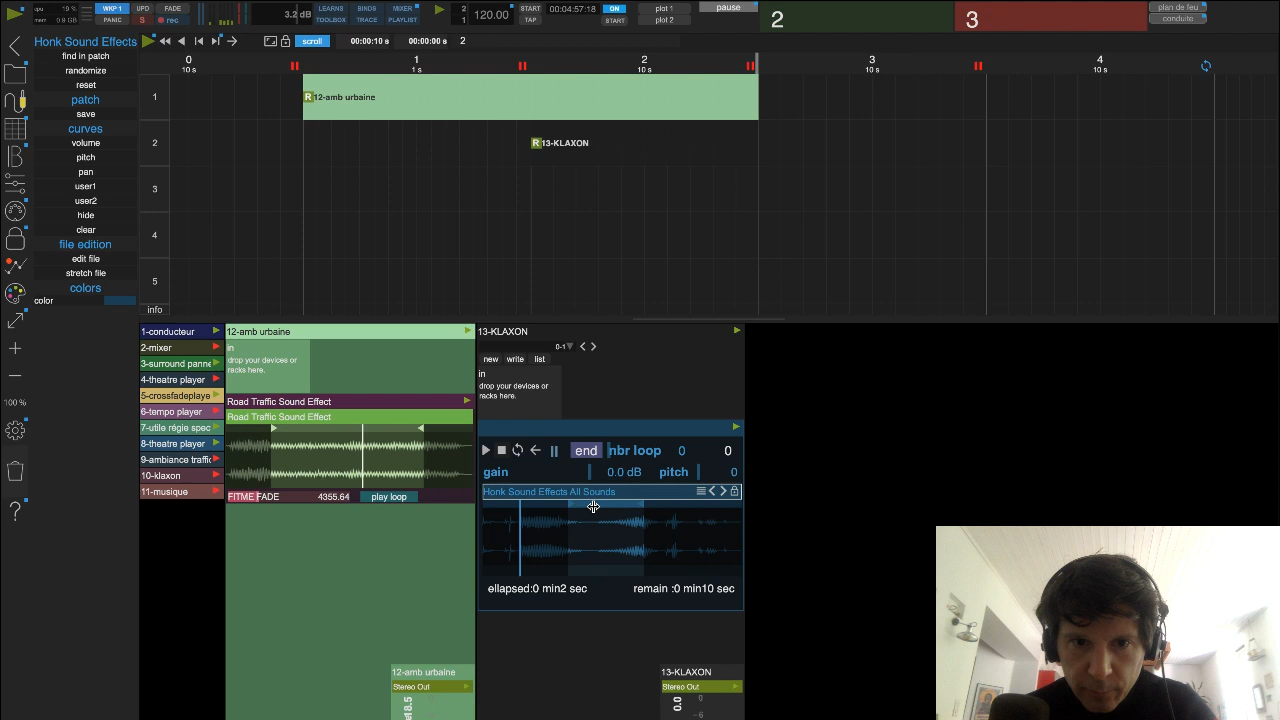 cpu 19 %
mem 0.9 GB
WKP 1
UFO
FADE
PANIC
S
rec
3.2 dB
LEARNS
BINDS
MIXER
TOOLBOX
TRACE
PLAYLIST
2
1
120.00
START
TAP
00:04:57:18
ON
START
plot 1
plot 2
pause
2
3
plan de feu
conduite
Honk Sound Effects
scroll
00:00:10 s
00:00:00 s
2
find in patch
randomize
reset
patch
save
curves
volume
pitch
pan
user1
user2
hide
clear
file edition
edit file
stretch file
colors
color
100 %
0
10 s
1
1 s
2
10 s
3
10 s
4
10 s
1
R 12-amb urbaine
2
R 13-KLAXON
3
4
5
info
1-conducteur
2-mixer
3-surround panne
4-theatre player
5-crossfadeplaye
6-tempo player
7-utile régie spec
8-theatre player
9-ambiance traffic
10-klaxon
11-musique
12-amb urbaine
in
drop your devices or
racks here.
Road Traffic Sound Effect
Road Traffic Sound Effect
FITME FADE
4355.64
play loop
12-amb urbaine
Stereo Out
-18.5
13-KLAXON
0-1
new
write
list
in
drop your devices or
racks here.
end
nbr loop
0
0
gain
0.0 dB
pitch
0
Honk Sound Effects All Sounds
ellapsed:0 min2 sec
remain :0 min10 sec
13-KLAXON
Stereo Out
0.0
-6